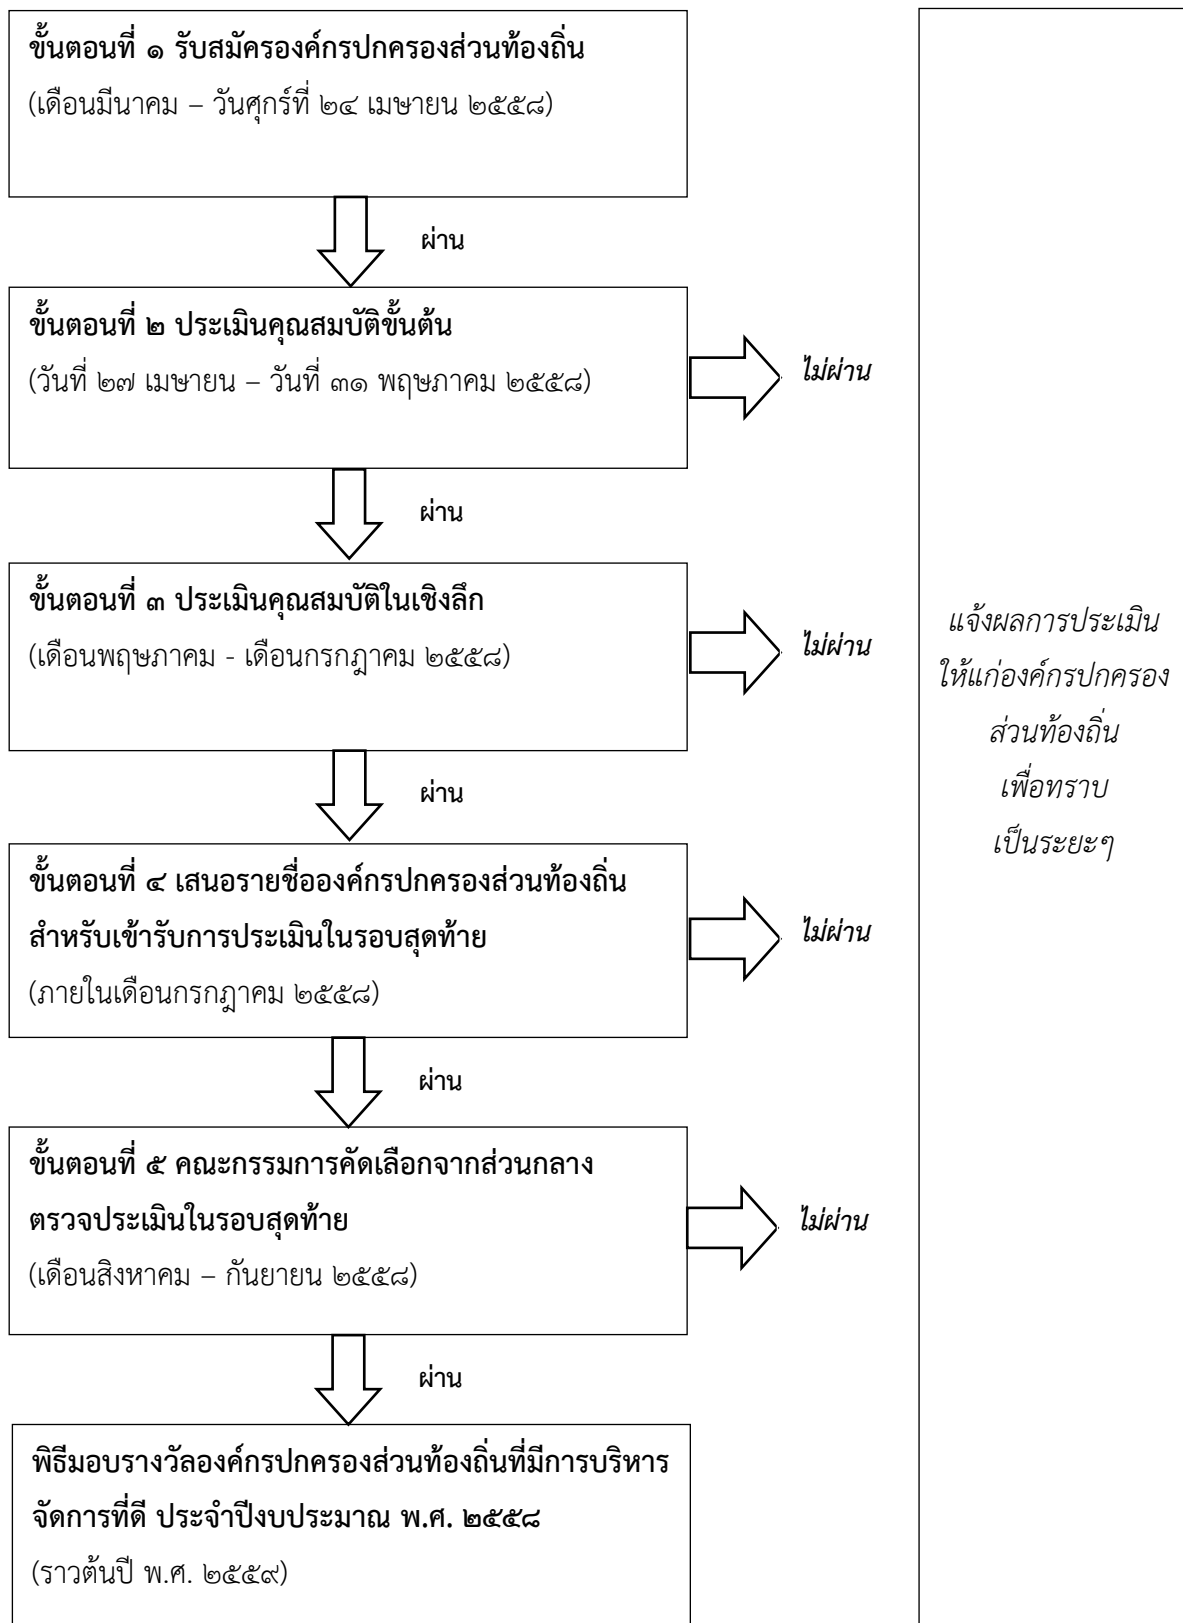 ขั้นตอนที่ ๑ รับสมัครองค์กรปกครองส่วนท้องถิ่น
(เดือนมีนาคม – วันศุกร์ที่ ๒๔ เมษายน ๒๕๕๘)
ผ่าน
ขั้นตอนที่ ๒ ประเมินคุณสมบัติขั้นต้น
(วันที่ ๒๗ เมษายน – วันที่ ๓๑ พฤษภาคม ๒๕๕๘)
ไม่ผ่าน
ผ่าน
ขั้นตอนที่ ๓ ประเมินคุณสมบัติในเชิงลึก
(เดือนพฤษภาคม - เดือนกรกฎาคม ๒๕๕๘)
ไม่ผ่าน
ผ่าน
ขั้นตอนที่ ๔ เสนอรายชื่อองค์กรปกครองส่วนท้องถิ่น
สำหรับเข้ารับการประเมินในรอบสุดท้าย
(ภายในเดือนกรกฎาคม ๒๕๕๘)
ไม่ผ่าน
ผ่าน
ขั้นตอนที่ ๕ คณะกรรมการคัดเลือกจากส่วนกลาง
ตรวจประเมินในรอบสุดท้าย
(เดือนสิงหาคม – กันยายน ๒๕๕๘)
ไม่ผ่าน
ผ่าน
พิธีมอบรางวัลองค์กรปกครองส่วนท้องถิ่นที่มีการบริหาร
จัดการที่ดี ประจำปีงบประมาณ พ.ศ. ๒๕๕๘
(ราวต้นปี พ.ศ. ๒๕๕๙)
แจ้งผลการประเมิน
ให้แก่องค์กรปกครอง
ส่วนท้องถิ่น
เพื่อทราบ
เป็นระยะๆ